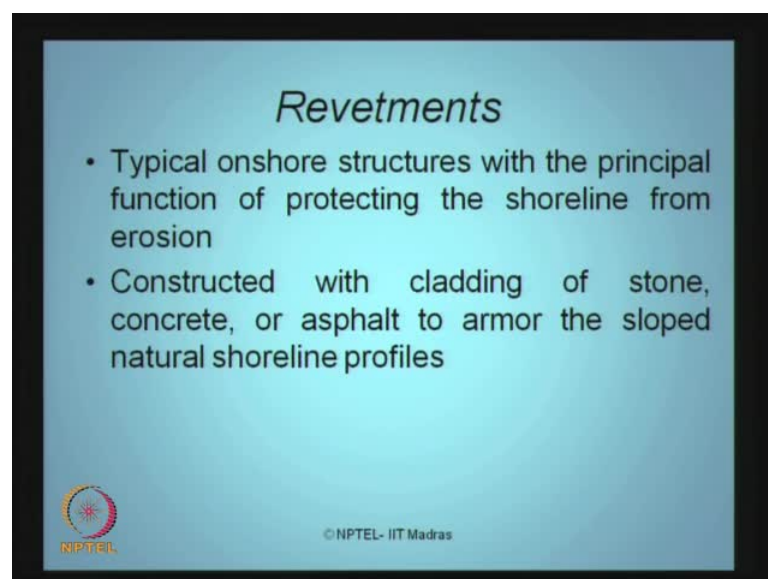 Revetments
• Typical onshore structures with the principal
function of protecting the shoreline from
erosion
• Constructed with cladding of stone,
concrete, or asphalt to armor the sloped
natural shoreline profiles
NPTEL
©NPTEL- IIT Madras